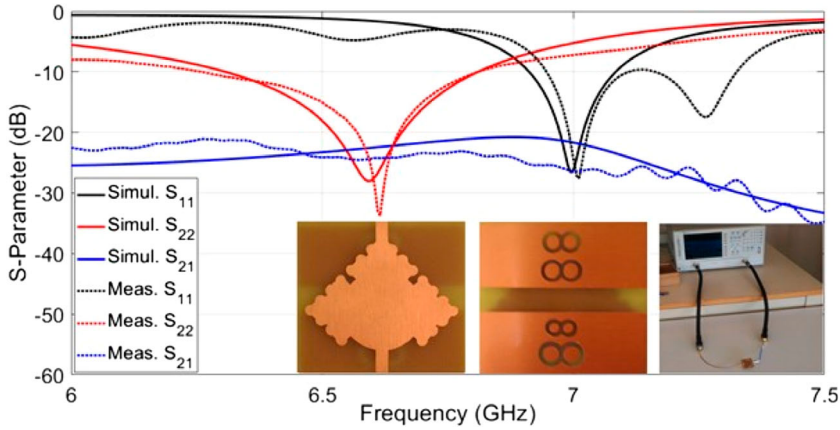 0
-10
-20
-30
-40
-50
-60
S-Parameter (dB)
Simul. S11
Simul. S22
Simul. S21
Meas. S11
Meas. S22
Meas. S21
6
6.5
7
7.5
Frequency (GHz)